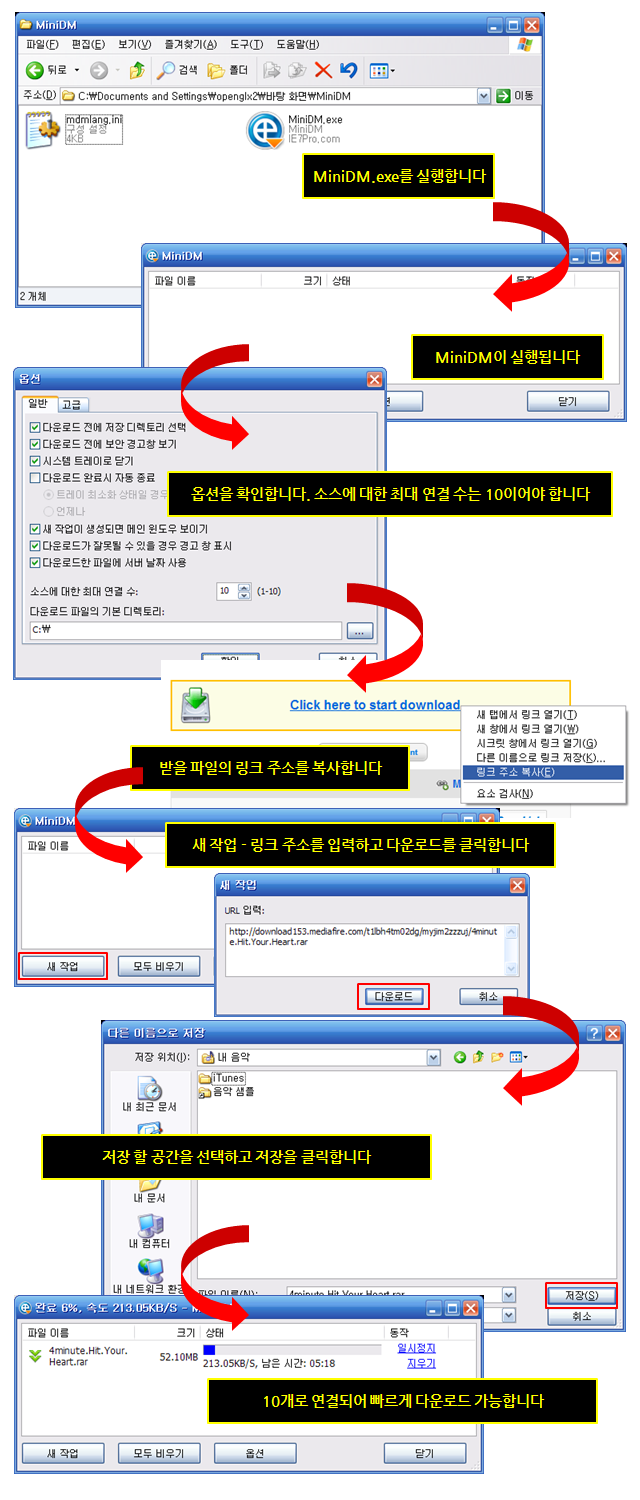 MiniDM
파일(F) 편집(E) 보기(V) 즐겨찾기(A) 도구(T) 도움말(H)
뒤로 검색 폴더
주소(D) C:₩Documents and Settings₩openglx2₩바탕 화면₩MiniDM 이동
mdmlang.ini
구성 설정
4KB
MiniDM.exe
MiniDM
IE7Pro.com
MiniDM.exe를 실행합니다
2 개체
MiniDM
파일 이름 크기 상태
MiniDM이 실행됩니다
닫기
옵션
일반 고급
다운로드 전에 저장 디렉토리 선택
다운로드 전에 보안 경고창 보기
시스템 트레이로 닫기
다운로드 완료시 자동 종료
트레이 최소화 상태일 경우
언제나
옵션을 확인합니다. 소스에 대한 최대 연결 수는 10이어야 합니다
새 작업이 생성되면 메인 윈도우 보이기
다운로드가 잘못될 수 있을 경우 경고 창 표시
다운로드한 파일에 서버 날짜 사용
소스에 대한 최대 연결 수: 10 (1-10)
다운로드 파일의 기본 디렉토리:
C:₩ ...
Click here to start download
새 탭에서 링크 열기(T)
새 창에서 링크 열기(W)
시크릿 창에서 링크 열기(G)
다른 이름으로 링크 저장(K)...
링크 주소 복사(E)
요소 검사(N)
받을 파일의 링크 주소를 복사합니다
MiniDM
파일 이름
새 작업 - 링크 주소를 입력하고 다운로드를 클릭합니다
새 작업
URL 입력:
http://download153.mediafire.com/t1lbh4tm02dg/myjim2zzzuj/4minut
e.Hit.Your.Heart.rar
새 작업 모두 비우기
다운로드 취소
다른 이름으로 저장
저장 위치(I): 내 음악
iTunes
음악 샘플
내 최근 문서
저장 할 공간을 선택하고 저장을 클릭합니다
내 문서
내 컴퓨터
내 네트워크 환경
파일 이름(N): 4minute.Hit.Your.Heart.rar 저장(S)
취소
완료 6%, 속도 213.05KB/S - M
파일 이름 크기 상태 동작
4minute.Hit.Your.
Heart.rar
52.10MB
213.05KB/S, 남은 시간: 05:18
일시정지
지우기
10개로 연결되어 빠르게 다운로드 가능합니다
새 작업 모두 비우기 옵션 닫기